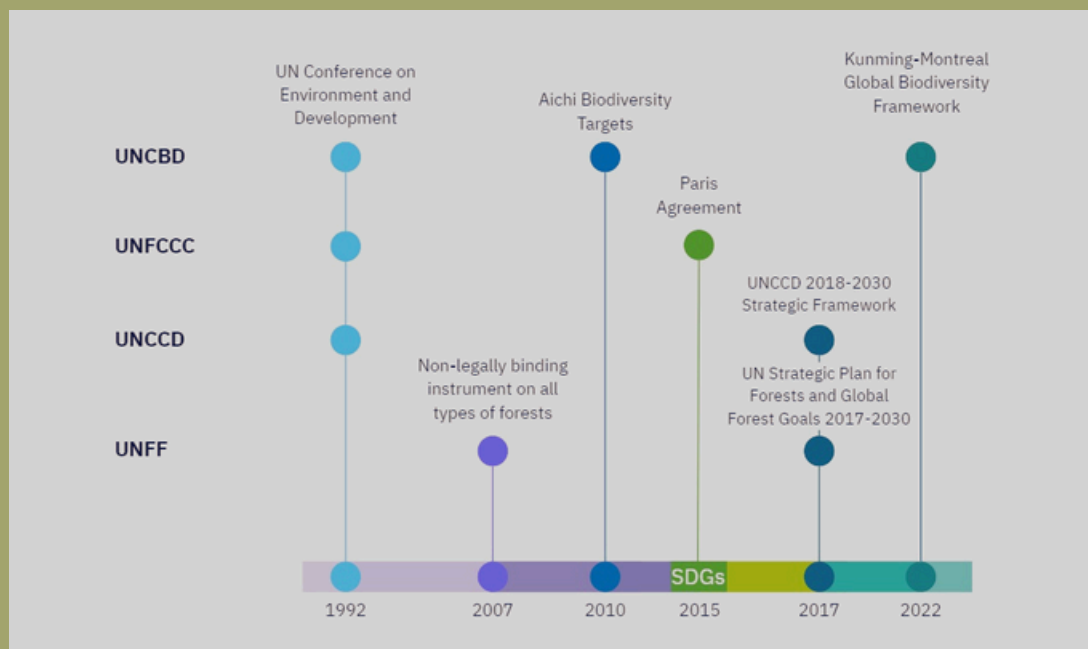 UN Conference on
Environment and
Development
Aichi Biodiversity
Targets
Kunming-Montreal
Global Biodiversity
Framework
UNCBD
Paris
Agreement
UNFCCC
UNCCD 2018-2030
Strategic Framework
UNCCD
Non-legally binding
instrument on all
types of forests
UN Strategic Plan for
Forests and Global
Forest Goals 2017-2030
UNFF
SDGs
1992 2007 2010 2015 2017 2022